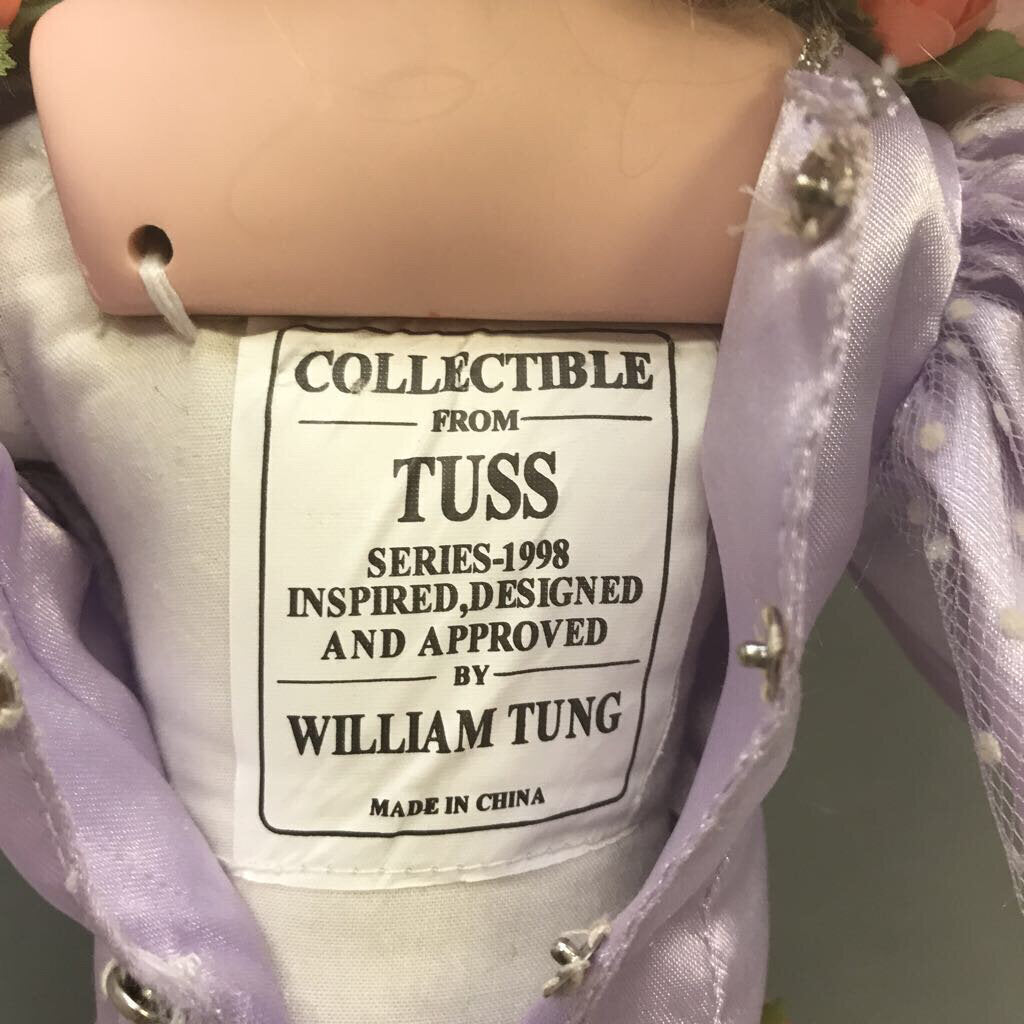 COLLECTIBLE
FROM
TUSS
SERIES-1998
INSPIRED,DESIGNED
AND APPROVED
BY
WILLIAM TUNG
MADE IN CHINA